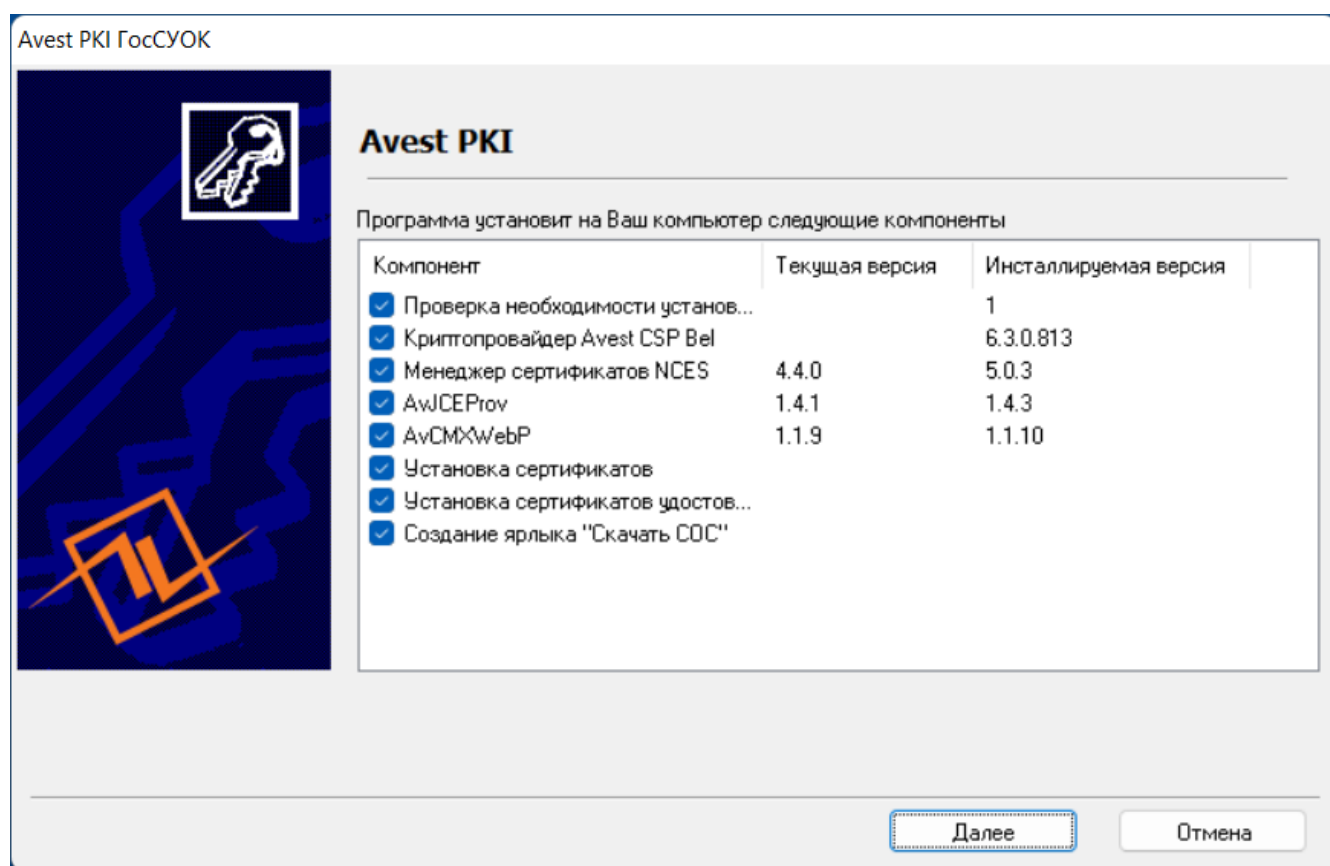 Avest PKI ГосСУОК
Avest PKI
Программа установит на Ваш компьютер следующие компоненты
Компонент Текущая версия Инсталлируемая версия
Проверка необходимости установ... 1
Криптопровайдер Avest CSP Bel 6.3.0.813
Менеджер сертификатов NCES 4.4.0 5.0.3
AvJCEProv 1.4.1 1.4.3
AvCMXWebP 1.1.9 1.1.10
Установка сертификатов
Установка сертификатов удостов...
Создание ярлыка "Скачать СОС"
Далее Отмена